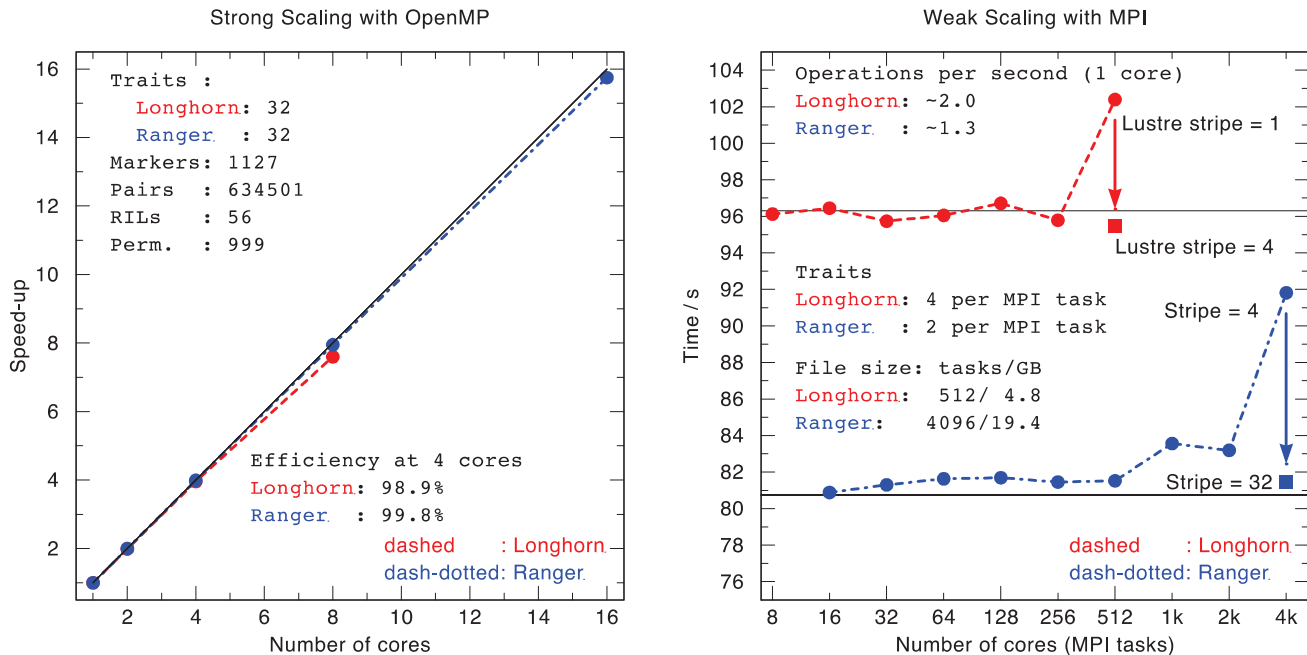 Strong Scaling with OpenMP
Speed-up
16
14
12
10
8
6
4
2
Traits :
Longhorn: 32
Ranger : 32
Markers: 1127
Pairs : 634501
RILs : 56
Perm. : 999
Efficiency at 4 cores
Longhorn: 98.9%
Ranger : 99.8%
dashed : Longhorn
dash-dotted: Ranger
2 4 6 8 10 12 14 16
Number of cores
Weak Scaling with MPI
Time / s
104
102
100
98
96
94
92
90
88
86
84
82
80
78
76
Operations per second (1 core)
Longhorn: ~2.0
Ranger : ~1.3
Lustre stripe = 1
Lustre stripe = 4
Traits
Longhorn: 4 per MPI task
Ranger : 2 per MPI task
Stripe = 4
File size: tasks/GB
Longhorn: 512/ 4.8
Ranger: 4096/19.4
Stripe = 32
dashed : Longhorn
dash-dotted: Ranger
8 16 32 64 128 256 512 1k 2k 4k
Number of cores (MPI tasks)